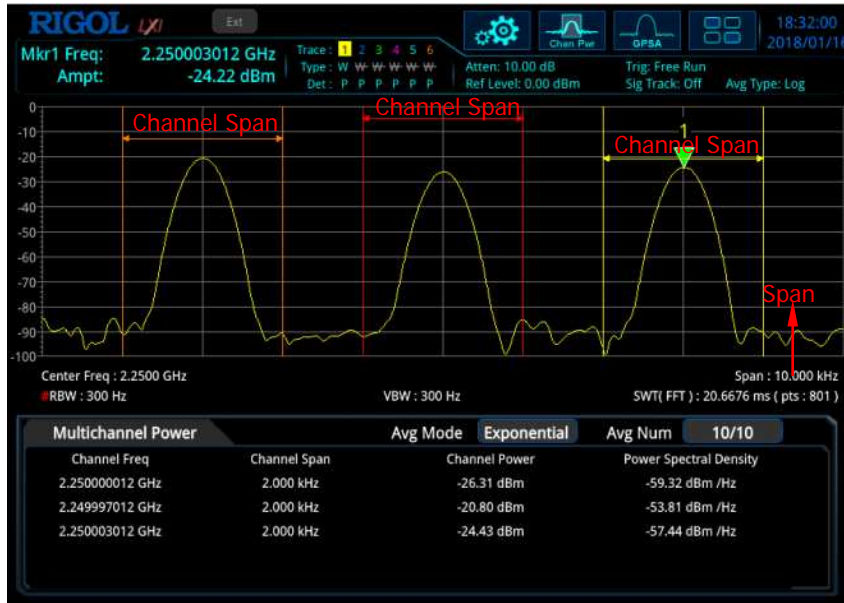 RIGOL LXI Ext
Chan Pwr
GPSA
18:32:00
2018/01/16
Mkr1 Freq: 2.250003012 GHz
Ampt: -24.22 dBm
Trace: 1 2 3 4 5 6
Type: W W W W W W
Det: P P P P P P
Atten: 10.00 dB
Ref Level: 0.00 dBm
Trig: Free Run
Sig Track: Off
Avg Type: Log
0
-10
-20
-30
-40
-50
-60
-70
-80
-90
-100
Channel Span
Channel Span
Channel Span
1
Span
Center Freq : 2.2500 GHz
Span : 10.000 kHz
#RBW : 300 Hz
VBW : 300 Hz
SWT( FFT ) : 20.6676 ms ( pts : 801 )
Multichannel Power
Avg Mode Exponential
Avg Num 10/10
Channel Freq Channel Span Channel Power Power Spectral Density
2.250000012 GHz 2.000 kHz -26.31 dBm -59.32 dBm /Hz
2.249997012 GHz 2.000 kHz -20.80 dBm -53.81 dBm /Hz
2.250003012 GHz 2.000 kHz -24.43 dBm -57.44 dBm /Hz